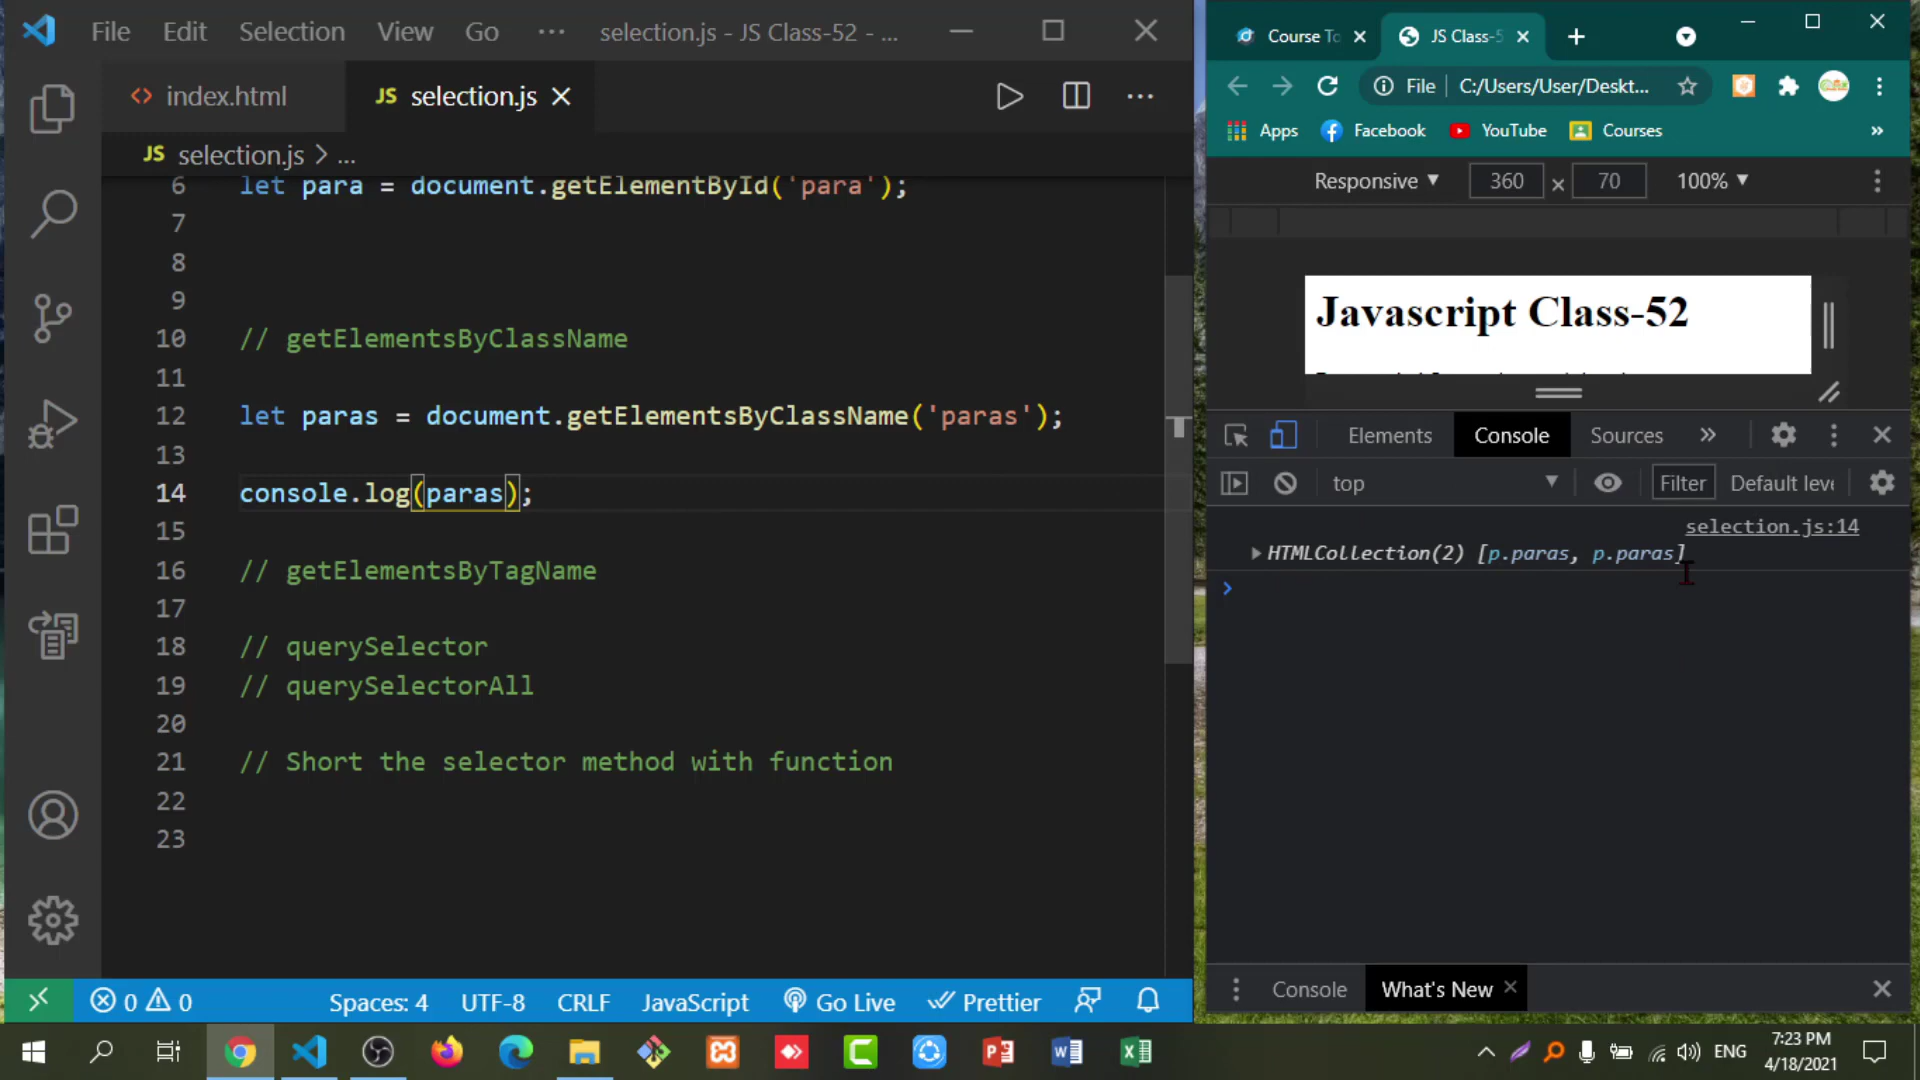 File Edit Selection View Go ··· selection.js - JS Class-52 - ...
index.html
JS selection.js
JS selection.js > ...
6 let para = document.getElementById('para');
7
8
9
10 // getElementsByClassName
11
12 let paras = document.getElementsByClassName('paras');
13
14 console.log(paras);
15
16 // getElementsByTagName
17
18 // querySelector
19 // querySelectorAll
20
21 // Short the selector method with function
22
23
0 0 Spaces: 4 UTF-8 CRLF JavaScript Go Live Prettier
Course To JS Class-5
File C:/Users/User/Deskt...
Apps Facebook YouTube Courses »
Responsive 360 × 70 100%
Javascript Class-52
Elements Console Sources »
top Filter Default leve
selection.js:14
HTMLCollection(2) [p.paras, p.paras]
Console What's New
ENG 7:23 PM
4/18/2021